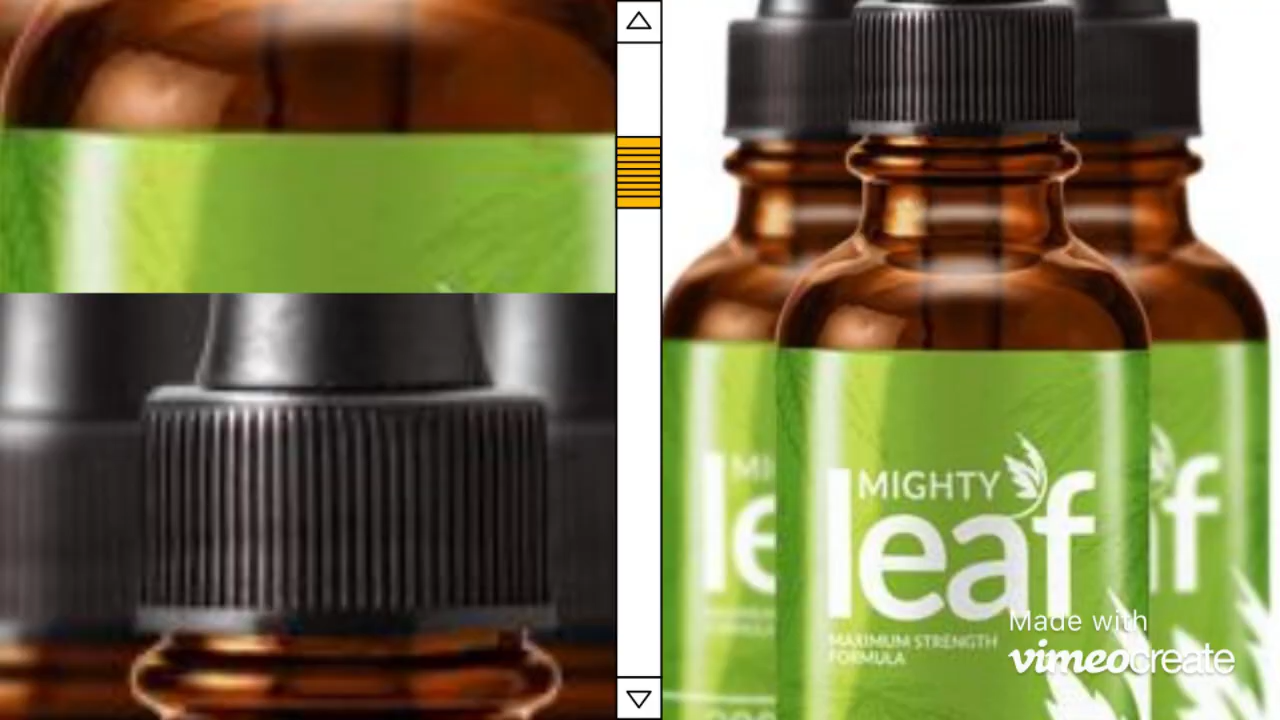 MIGHTY
leaf
MAXIMUM STRENGTH
FORMULA
Made with
vimeocreate